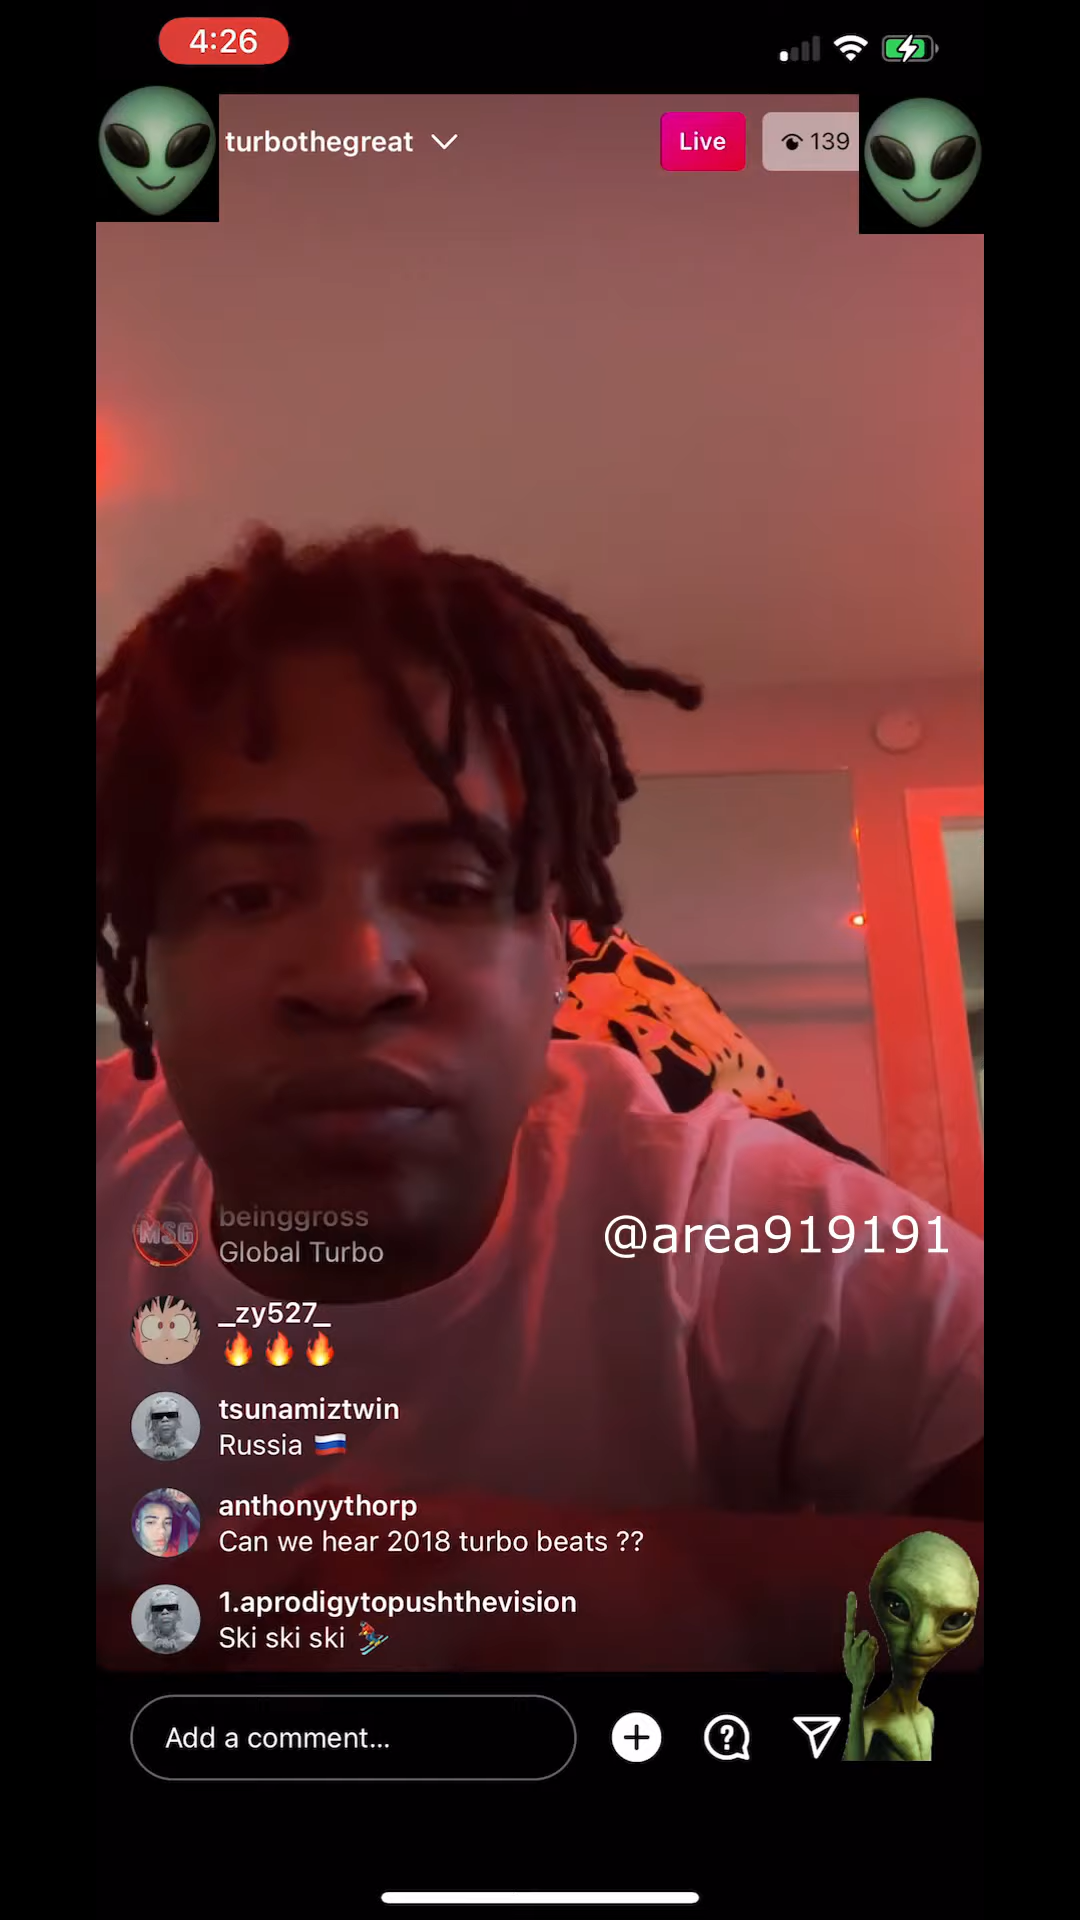 4:26
turbothegreat
Live
139
MSG
beinggross
Global Turbo
@area919191
_zy527_
🔥🔥🔥
tsunamiztwin
Russia 🇷🇺
anthonyythorp
Can we hear 2018 turbo beats ??
1.aprodigytopushthevision
Ski ski ski ⛷️
Add a comment...